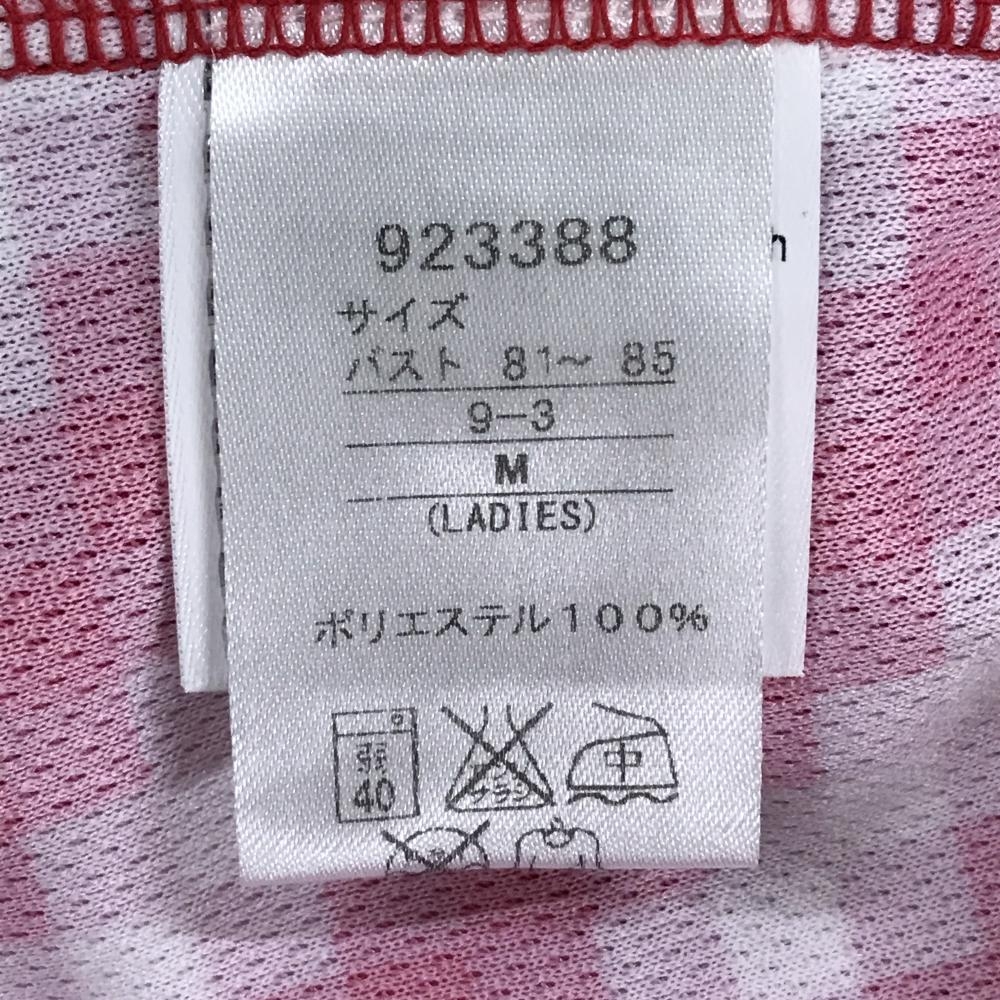 923388
サイズ
バスト 81〜 85
9−3
M
(LADIES)
ポリエステル100%
弱 中
40
n